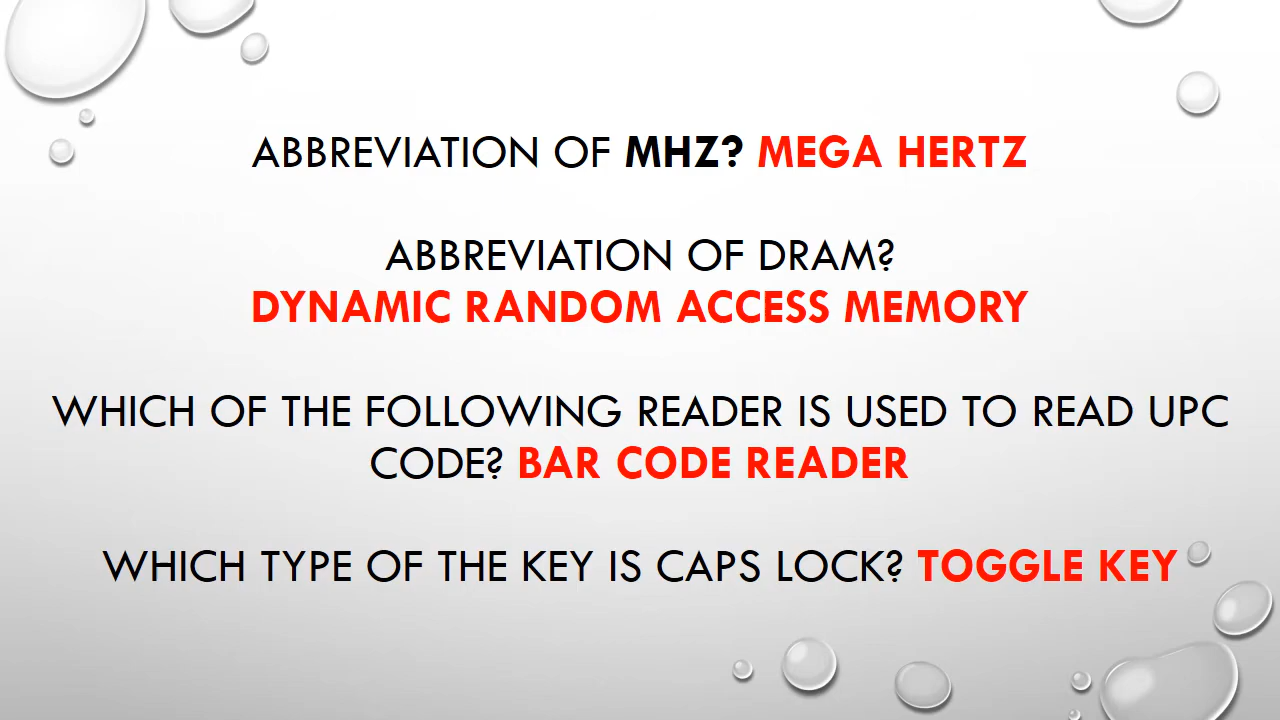 ABBREVIATION OF MHZ? MEGA HERTZ
ABBREVIATION OF DRAM?
DYNAMIC RANDOM ACCESS MEMORY
WHICH OF THE FOLLOWING READER IS USED TO READ UPC
CODE? BAR CODE READER
WHICH TYPE OF THE KEY IS CAPS LOCK? TOGGLE KEY